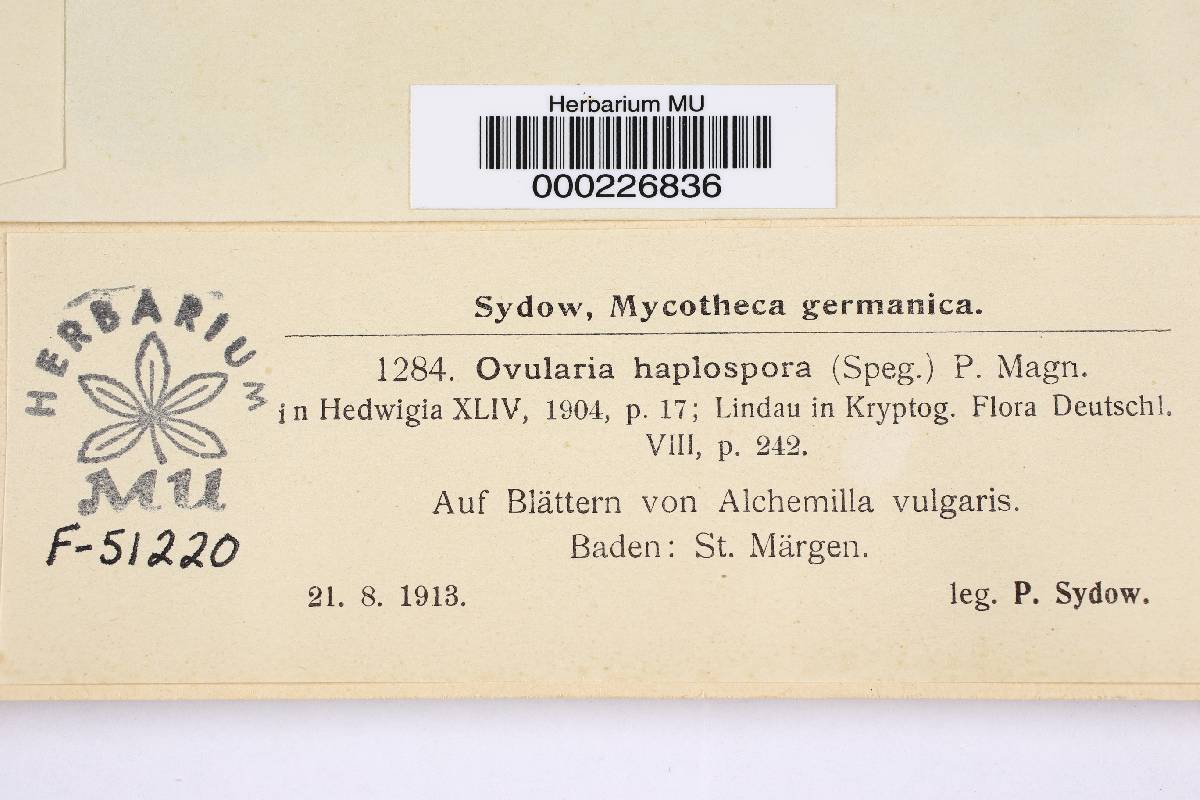 Herbarium MU
000226836
HERBARIUM
MU
F-51220
Sydow, Mycotheca germanica.
1284. Ovularia haplospora (Speg.) P. Magn.
in Hedwigia XLIV, 1904, p. 17; Lindau in Kryptog. Flora Deutschl.
VIII, p. 242.
Auf Blättern von Alchemilla vulgaris.
Baden: St. Märgen.
21. 8. 1913. leg. P. Sydow.